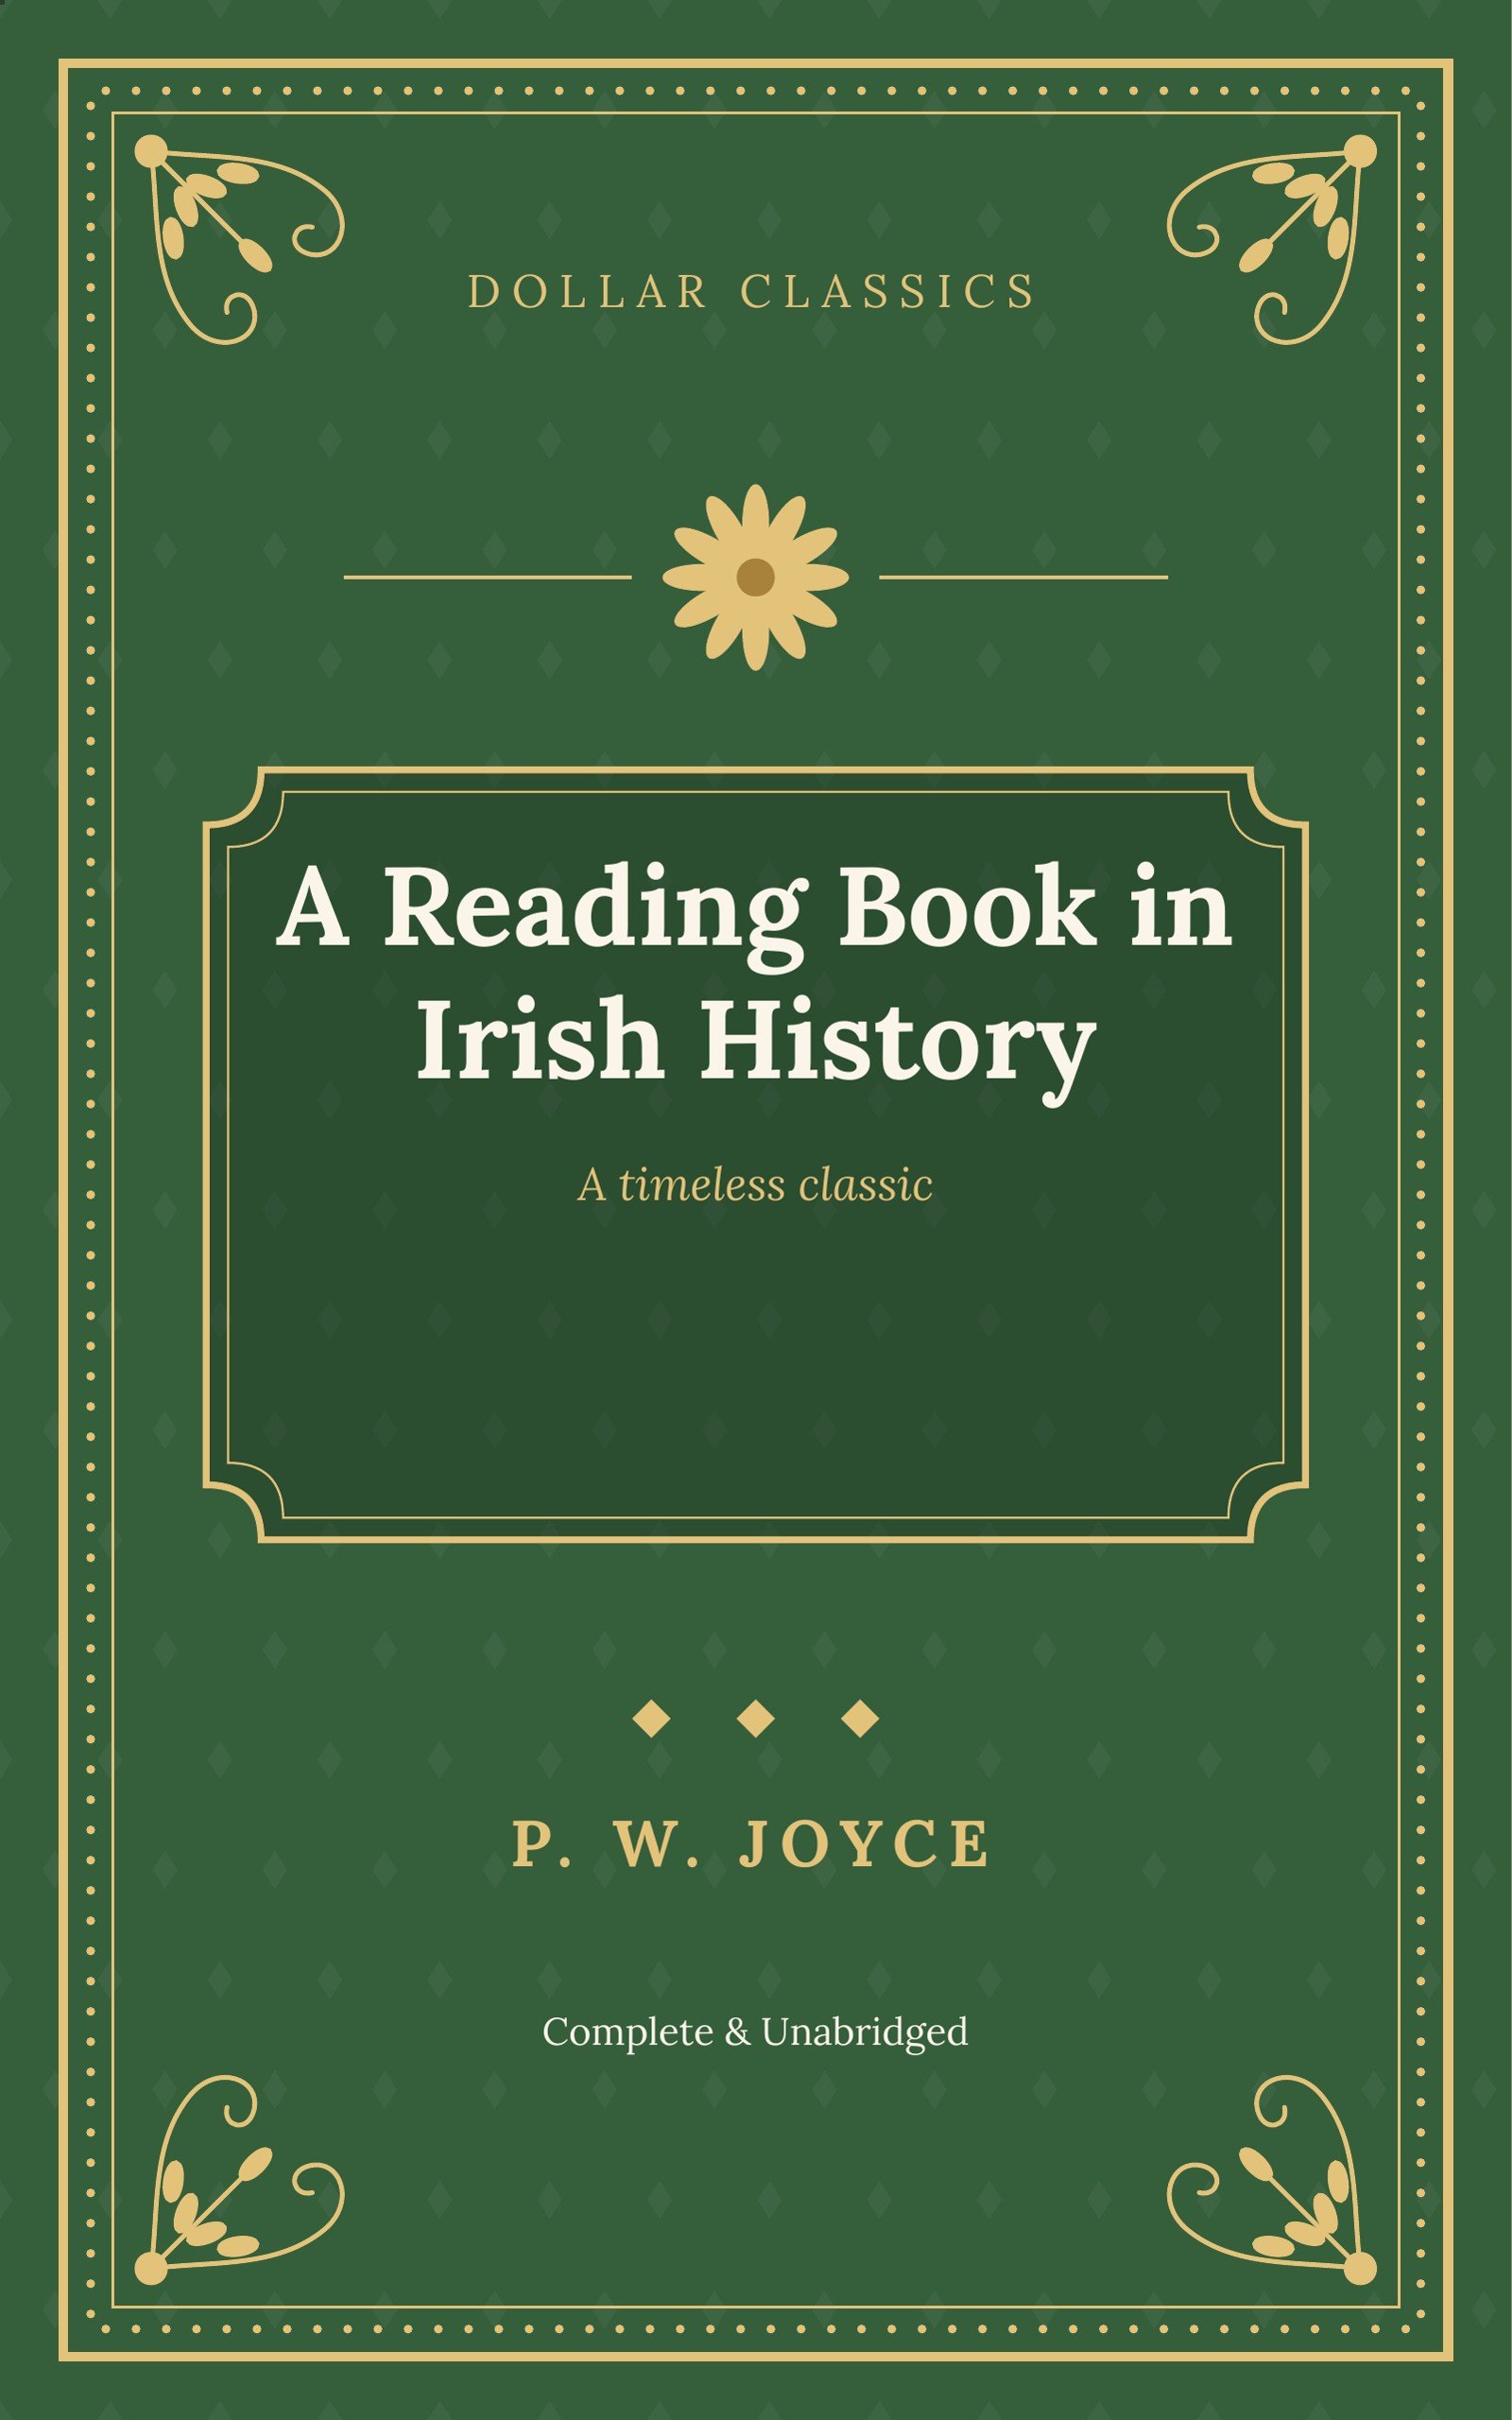 DOLLAR CLASSICS
A Reading Book in
Irish History
A timeless classic
P. W. JOYCE
Complete & Unabridged